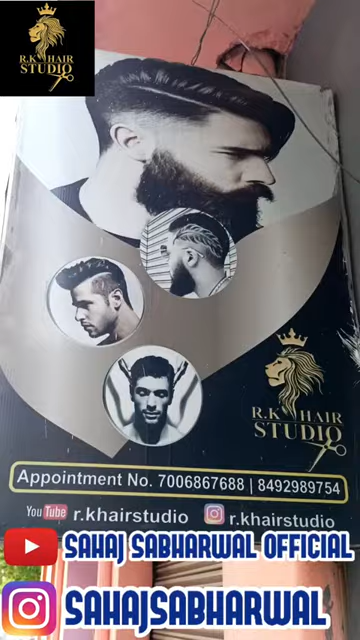 R.K HAIR
STUDIO
R.K HAIR
STUDIO
Appointment No. 7006867688 | 8492989754
YouTube r.khairstudio r.khairstudio
SAHAJ SABHARWAL OFFICIAL
SAHAJSABHARWAL